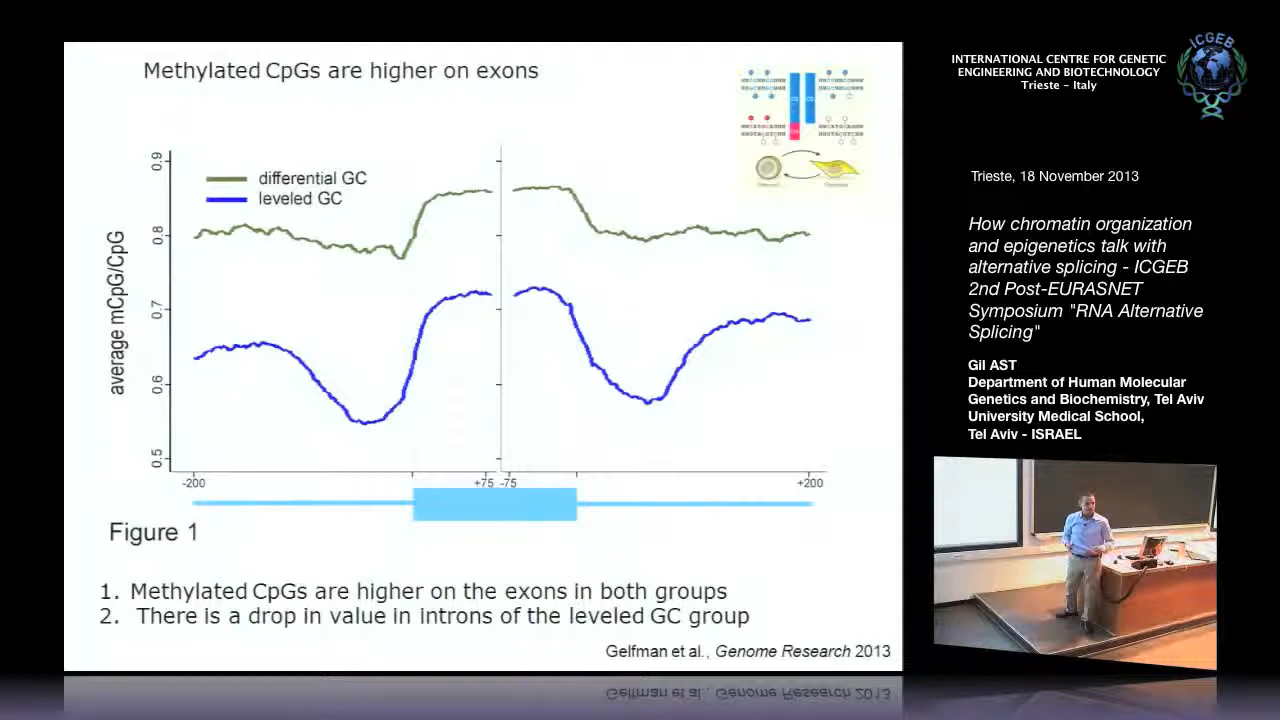 Methylated CpGs are higher on exons
differential GC
leveled GC
average mCpG/CpG
0.9
0.8
0.7
0.6
0.5
-200
+75
-75
+200
Figure 1
1. Methylated CpGs are higher on the exons in both groups
2. There is a drop in value in introns of the leveled GC group
Gelfman et al., Genome Research 2013
INTERNATIONAL CENTRE FOR GENETIC
ENGINEERING AND BIOTECHNOLOGY
Trieste - Italy
ICGEB
Trieste, 18 November 2013
How chromatin organization
and epigenetics talk with
alternative splicing - ICGEB
2nd Post-EURASNET
Symposium "RNA Alternative
Splicing"
Gil AST
Department of Human Molecular
Genetics and Biochemistry, Tel Aviv
University Medical School,
Tel Aviv - ISRAEL